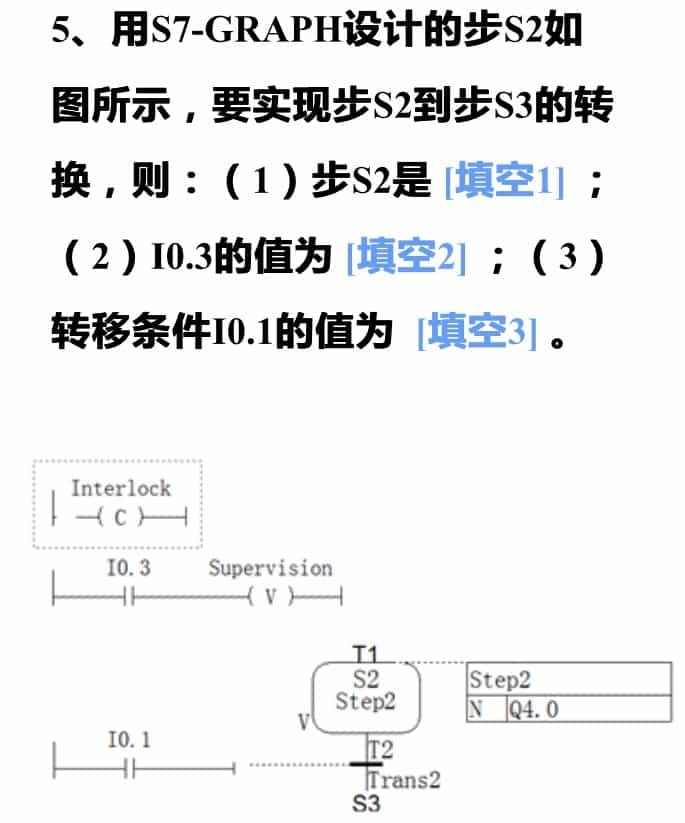 5、用S7-GRAPH设计的步S2如
图所示，要实现步S2到步S3的转
换，则：（1）步S2是 [填空1] ；
（2）I0.3的值为 [填空2] ；（3）
转移条件I0.1的值为 [填空3] 。
Interlock
( C )
I0.3 Supervision
( V )
T1
S2
Step2
V
Step2
N Q4.0
I0.1
T2
Trans2
S3